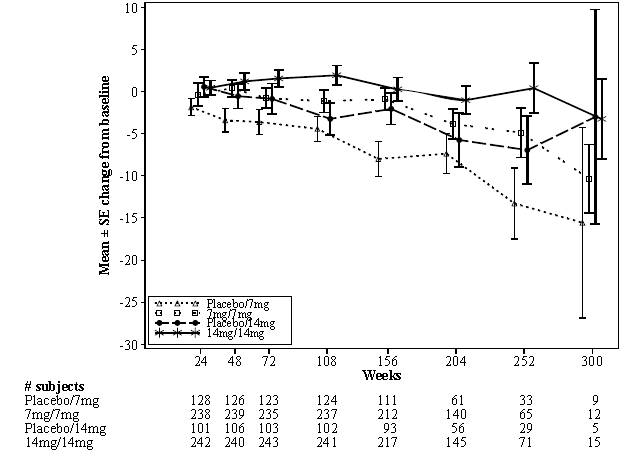 10
5
0
-5
-10
-15
-20
-25
-30
Mean ± SE change from baseline
Placebo/7mg
7mg/7mg
Placebo/14mg
14mg/14mg
24 48 72 108 156 204 252 300
Weeks
# subjects
Placebo/7mg 128 126 123 124 111 61 33 9
7mg/7mg 238 239 235 237 212 140 65 12
Placebo/14mg 101 106 103 102 93 56 29 5
14mg/14mg 242 240 243 241 217 145 71 15